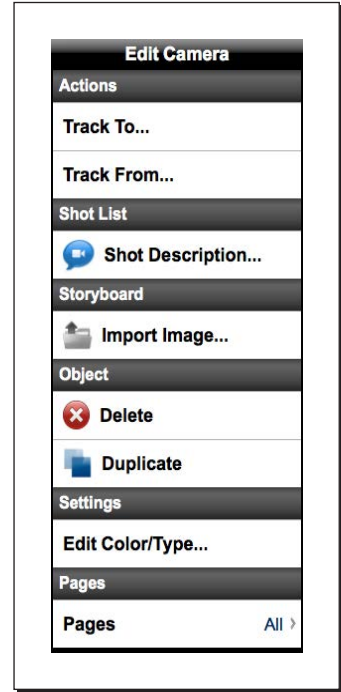 Edit Camera
Actions
Track To...
Track From...
Shot List
Shot Description...
Storyboard
Import Image...
Object
Delete
Duplicate
Settings
Edit Color/Type...
Pages
Pages All >